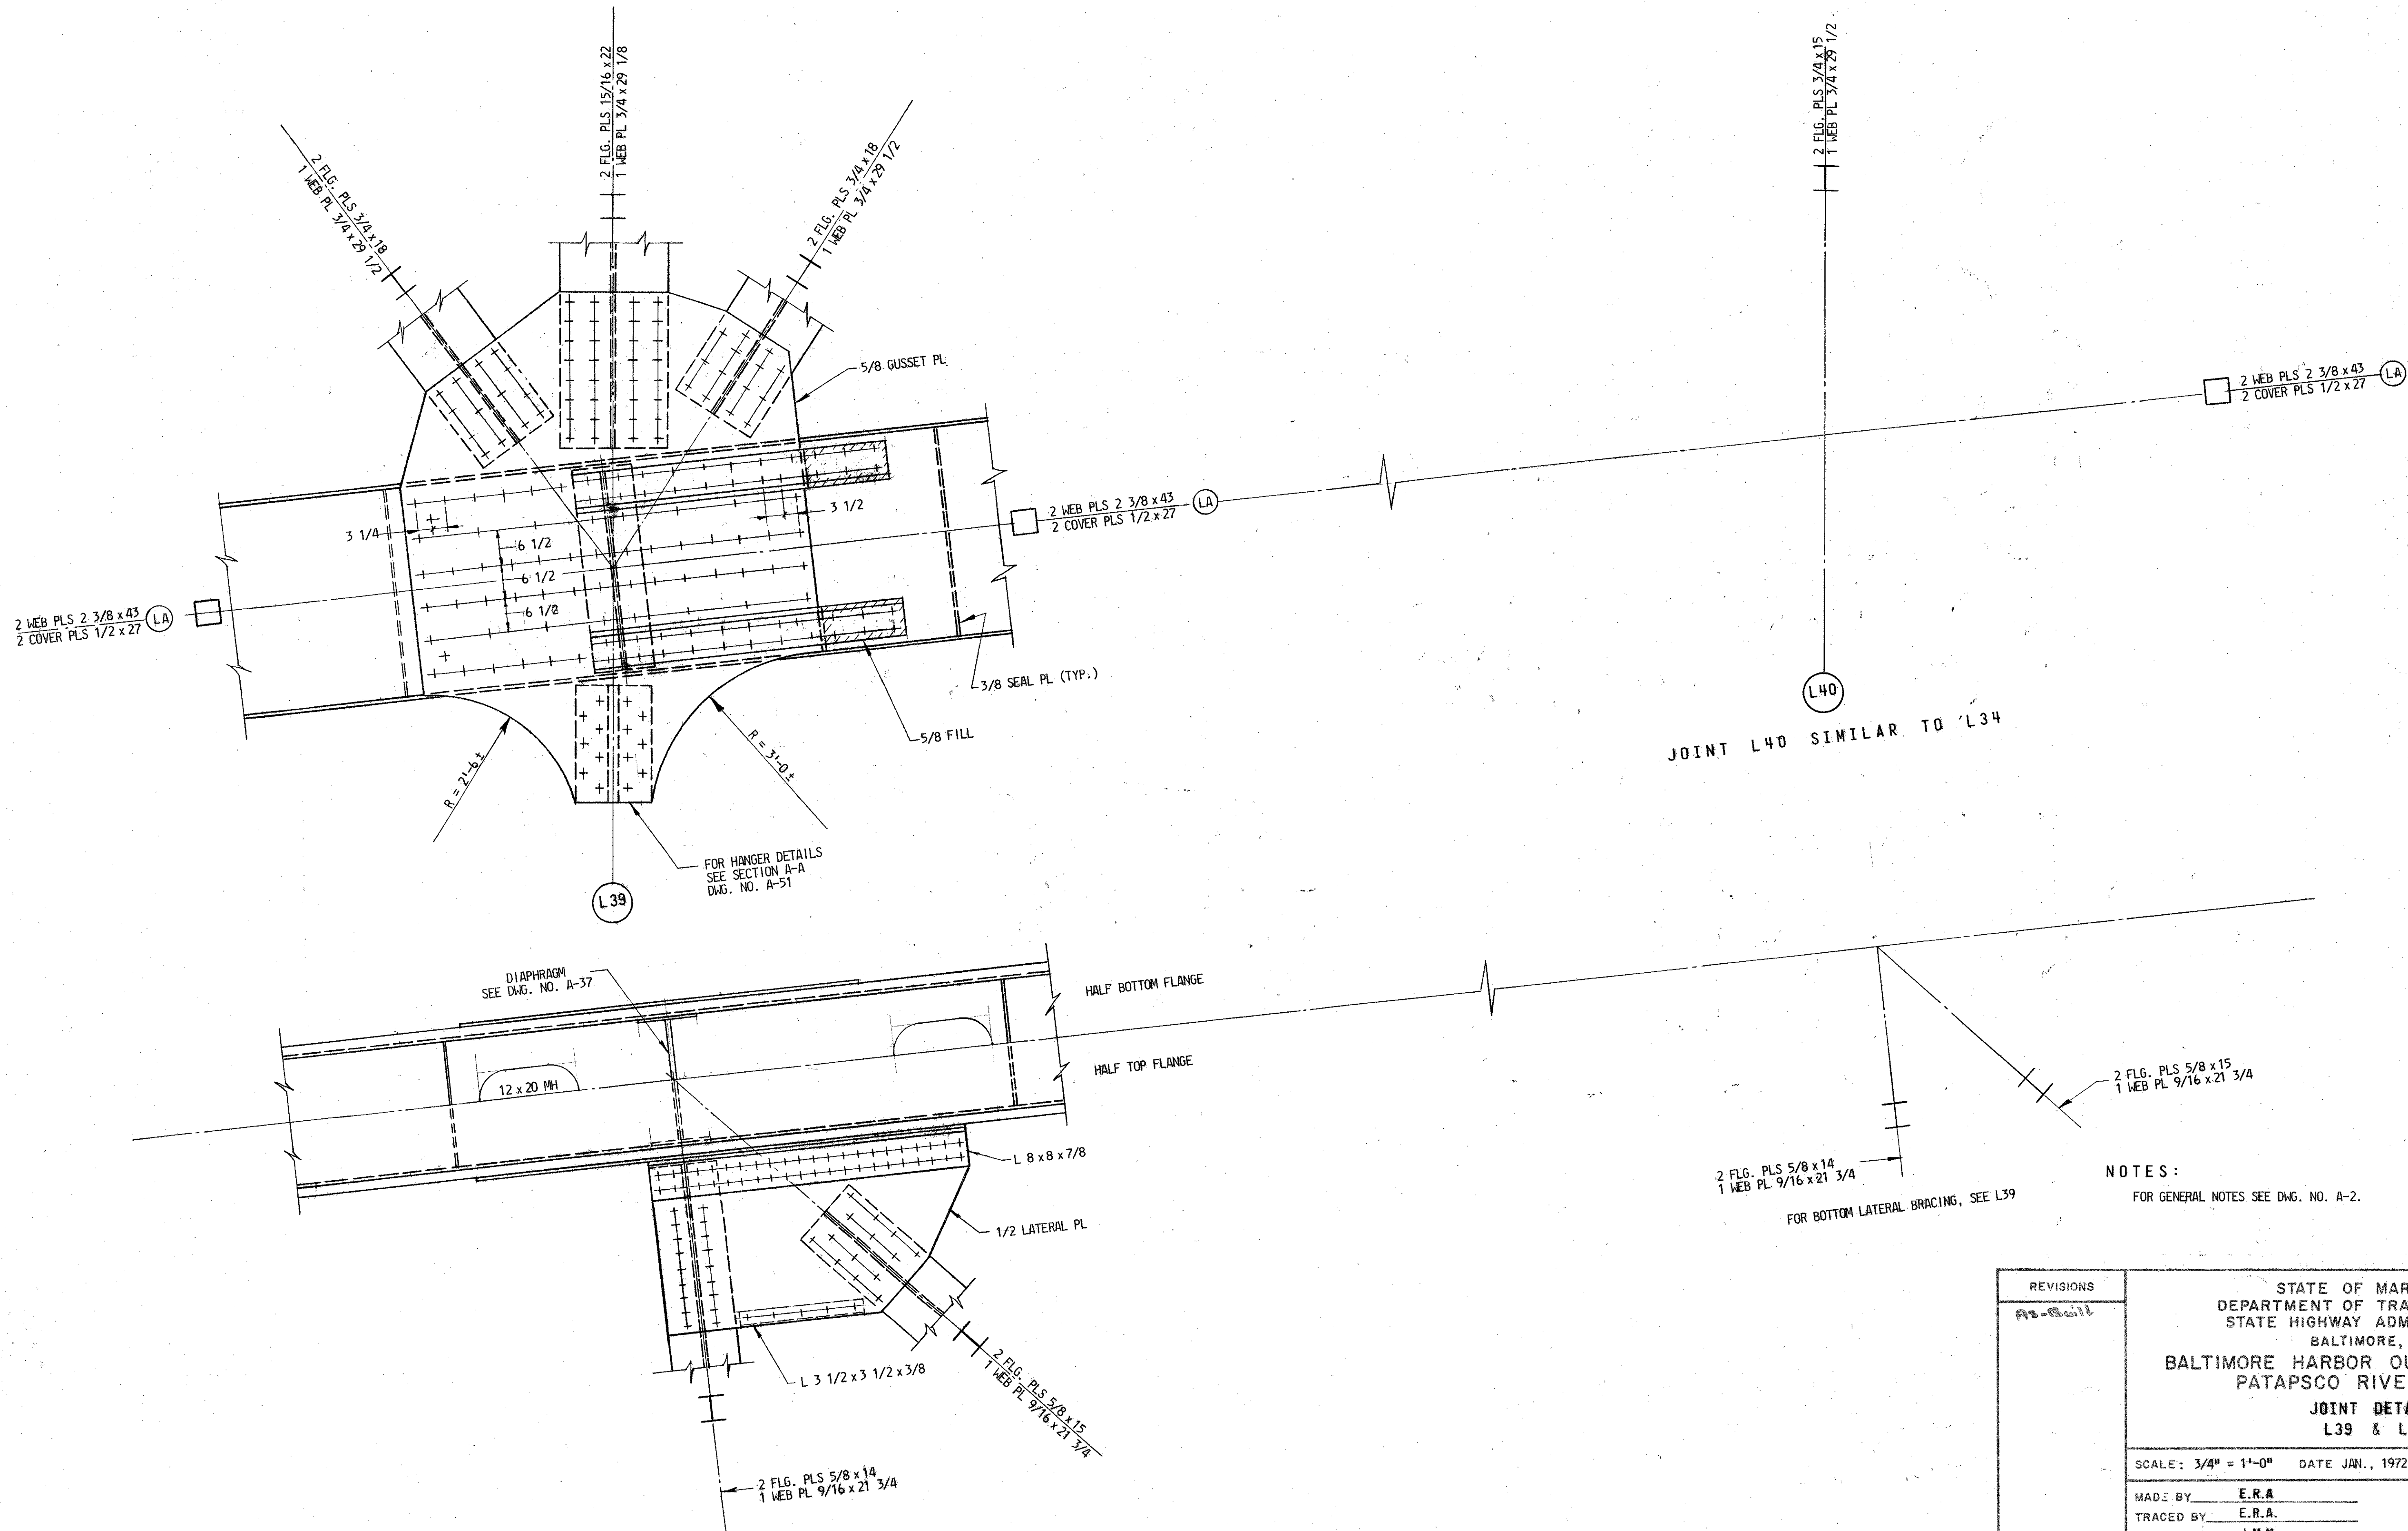 2 FLG. PLS 15/16 x 22
1 WEB PL 3/4 x 29 1/8
2 FLG. PLS 3/4 x 15
1 WEB PL 3/4 x 29 1/2
2 FLG. PLS 3/4 x 18
1 WEB PL 3/4 x 29 1/2
2 FLG. PLS 3/4 x 18
1 WEB PL 3/4 x 29 1/2
5/8 GUSSET PL
2 WEB PLS 2 3/8 x 43
2 COVER PLS 1/2 x 27
LA
3 1/4
3 1/2
6 1/2
6 1/2
6 1/2
2 WEB PLS 2 3/8 x 43
2 COVER PLS 1/2 x 27
LA
2 WEB PLS 2 3/8 x 43
2 COVER PLS 1/2 x 27
LA
3/8 SEAL PL (TYP.)
5/8 FILL
R = 2'-6±
R = 3'-0±
L40
JOINT L40 SIMILAR TO L34
FOR HANGER DETAILS
SEE SECTION A-A
DWG. NO. A-51
L39
DIAPHRAGM
SEE DWG. NO. A-37
HALF BOTTOM FLANGE
HALF TOP FLANGE
12 x 20 MH
L 8 x 8 x 7/8
1/2 LATERAL PL
L 3 1/2 x 3 1/2 x 3/8
2 FLG. PLS 5/8 x 15
1 WEB PL 9/16 x 21 3/4
2 FLG. PLS 5/8 x 14
1 WEB PL 9/16 x 21 3/4
2 FLG. PLS 5/8 x 15
1 WEB PL 9/16 x 21 3/4
2 FLG. PLS 5/8 x 14
1 WEB PL 9/16 x 21 3/4
FOR BOTTOM LATERAL BRACING, SEE L39
NOTES:
FOR GENERAL NOTES SEE DWG. NO. A-2.
REVISIONS
As-Built
STATE OF MAR
DEPARTMENT OF TRA
STATE HIGHWAY ADM
BALTIMORE,
BALTIMORE HARBOR OU
PATAPSCO RIVE
JOINT DETA
L39 & L
SCALE: 3/4" = 1'-0" DATE JAN., 1972
MADE BY E.R.A
TRACED BY E.R.A.